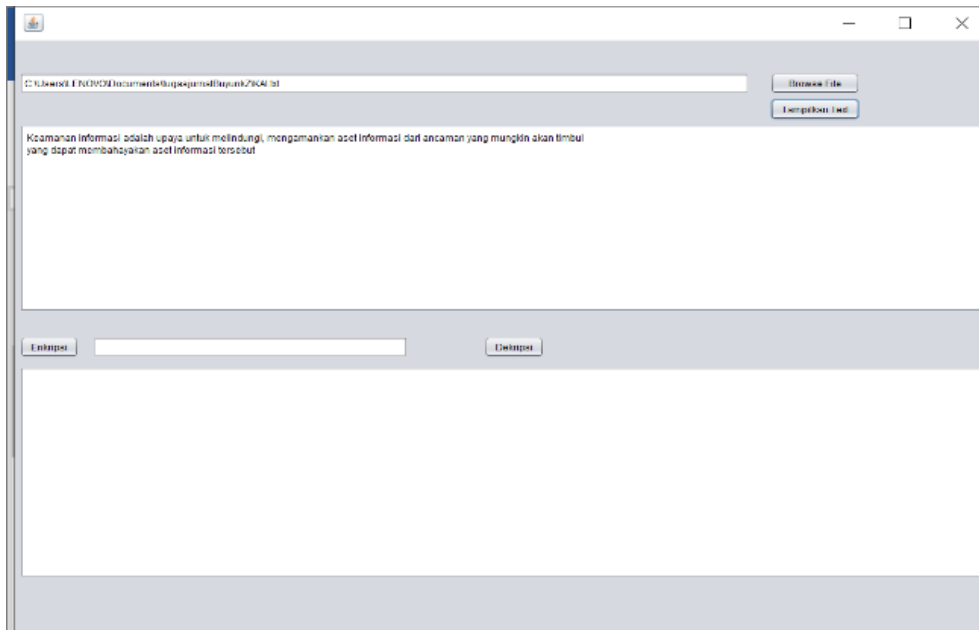 Browse File
Tampilkan Text
Keamanan Informasi adalah upaya untuk melindungi, mengamankan aset informasi dari ancaman yang mungkin akan timbul
yang dapat membahayakan aset informasi tersebut
Enkripsi
Dekripsi